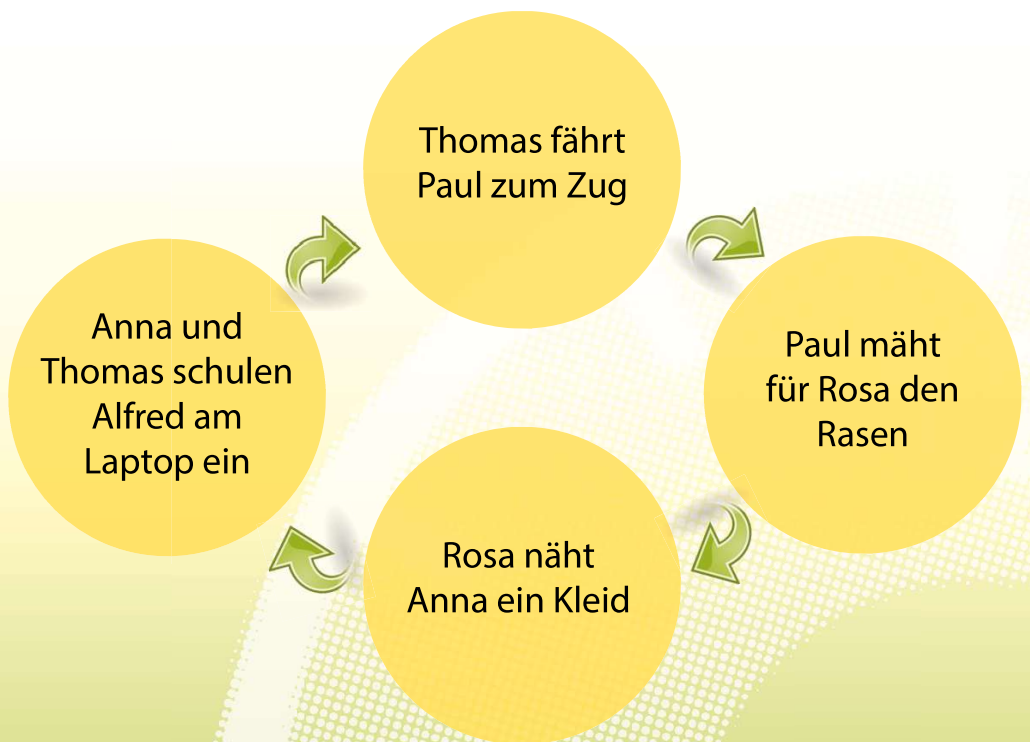 Thomas fährt
Paul zum Zug
Paul mäht
für Rosa den
Rasen
Rosa näht
Anna ein Kleid
Anna und
Thomas schulen
Alfred am
Laptop ein